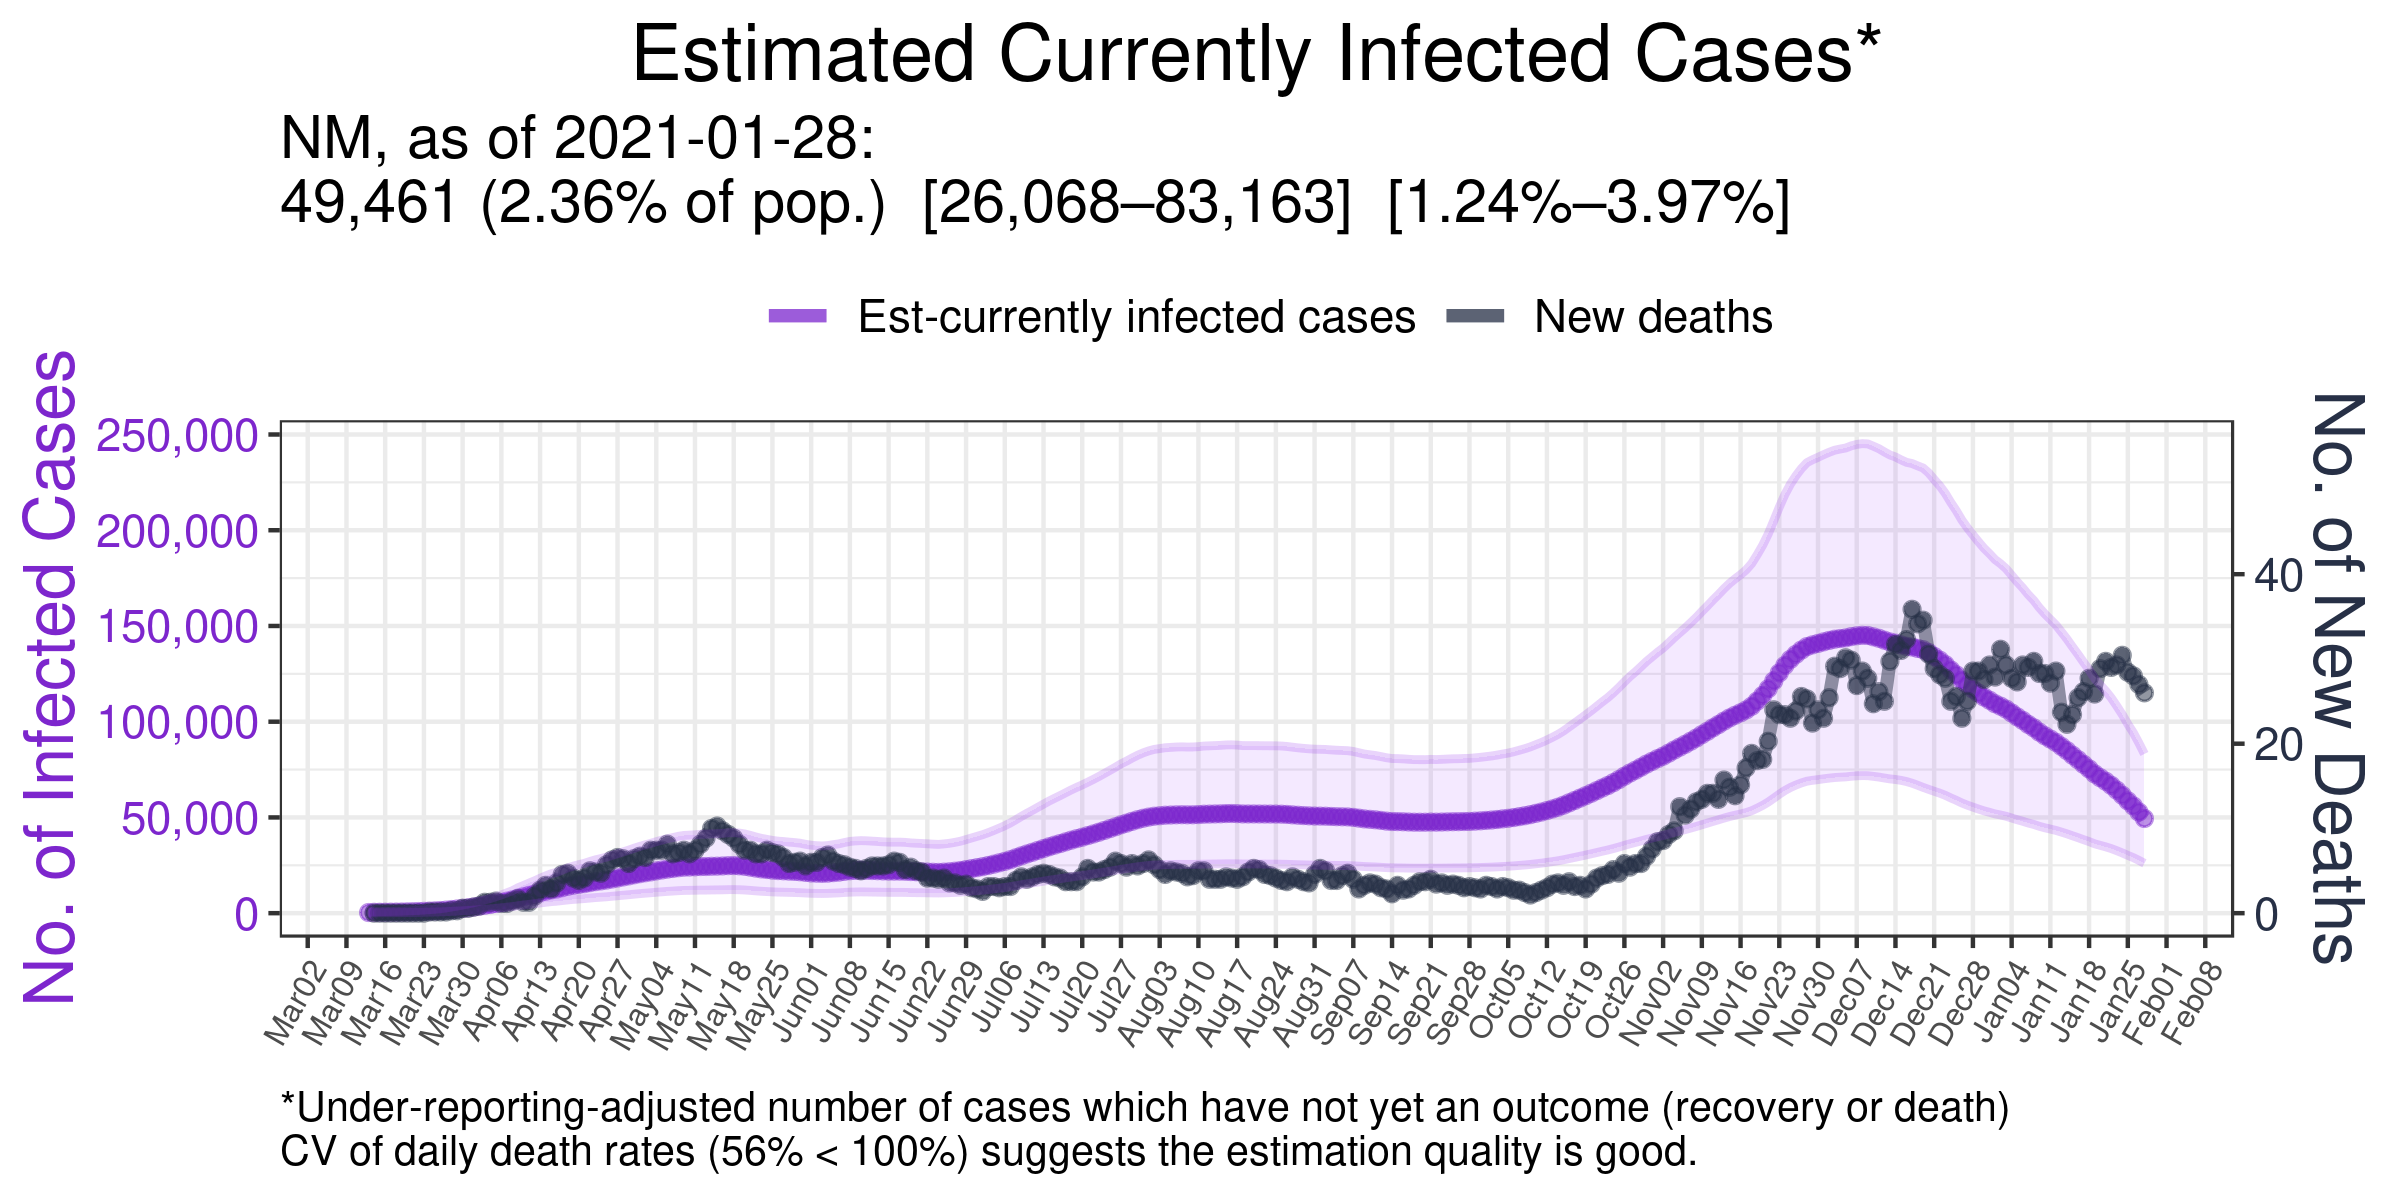 Estimated Currently Infected Cases*
NM, as of 2021-01-28:
49,461 (2.36% of pop.) [26,068–83,163] [1.24%–3.97%]
Est-currently infected cases
New deaths
No. of Infected Cases
250,000
200,000
150,000
100,000
50,000
0
No. of New Deaths
40
20
0
Mar02
Mar09
Mar16
Mar23
Mar30
Apr06
Apr13
Apr20
Apr27
May04
May11
May18
May25
Jun01
Jun08
Jun15
Jun22
Jun29
Jul06
Jul13
Jul20
Jul27
Aug03
Aug10
Aug17
Aug24
Aug31
Sep07
Sep14
Sep21
Sep28
Oct05
Oct12
Oct19
Oct26
Nov02
Nov09
Nov16
Nov23
Nov30
Dec07
Dec14
Dec21
Dec28
Jan04
Jan11
Jan18
Jan25
Feb01
Feb08
*Under-reporting-adjusted number of cases which have not yet an outcome (recovery or death)
CV of daily death rates (56% < 100%) suggests the estimation quality is good.